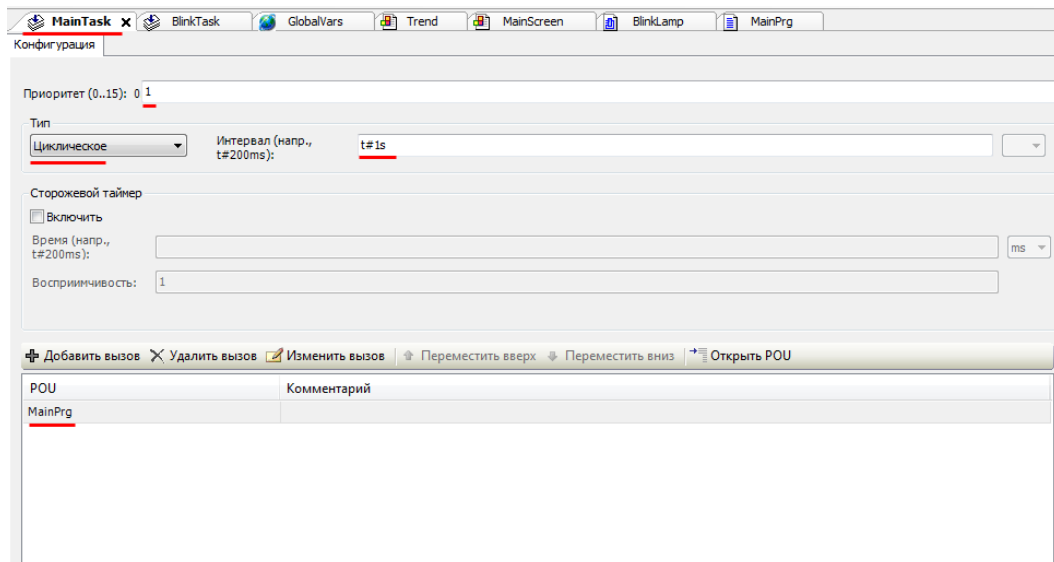 MainTask x BlinkTask GlobalVars Trend MainScreen BlinkLamp MainPrg
Конфигурация
Приоритет (0..15): 0 1
Тип
Циклическое Интервал (напр., t#200ms): t#1s
Сторожевой таймер
Включить
Время (напр., t#200ms): ms
Восприимчивость: 1
Добавить вызов Удалить вызов Изменить вызов Переместить вверх Переместить вниз Открыть POU
POU Комментарий
MainPrg